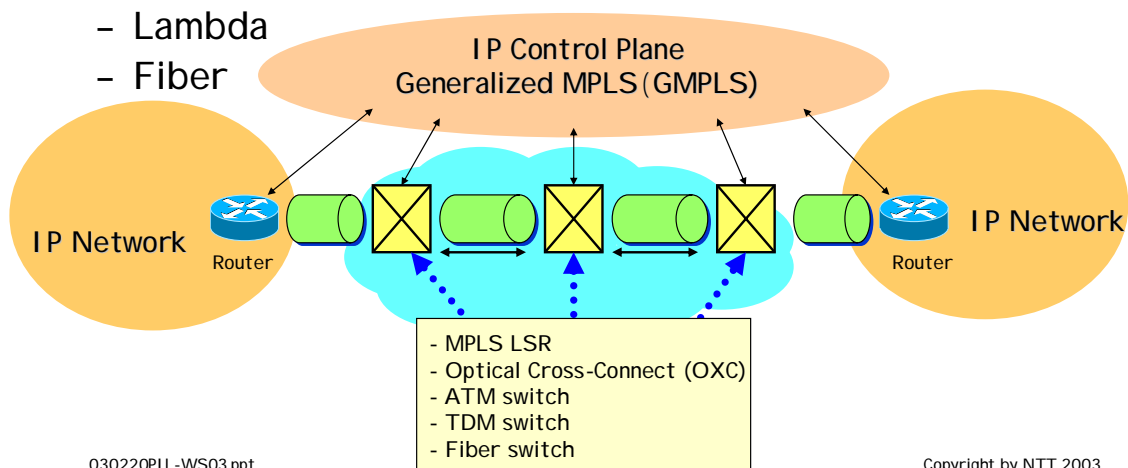 – Lambda
– Fiber
IP Control Plane
Generalized MPLS (GMPLS)
IP Network
Router
IP Network
Router
- MPLS LSR
- Optical Cross-Connect (OXC)
- ATM switch
- TDM switch
- Fiber switch
Copyright by NTT 2003